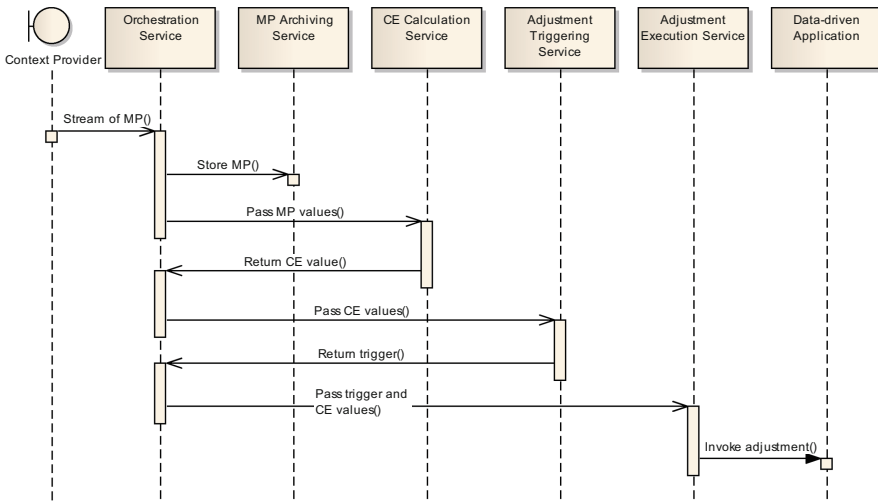 Context Provider
Orchestration
Service
MP Archiving
Service
CE Calculation
Service
Adjustment
Triggering
Service
Adjustment
Execution Service
Data-driven
Application
Stream of MP()
Store MP()
Pass MP values()
Return CE value()
Pass CE values()
Return trigger()
Pass trigger and
CE values()
Invoke adjustment()